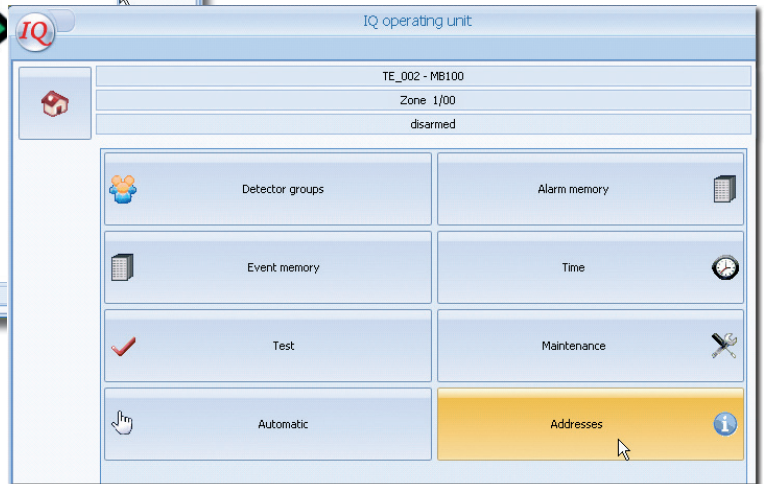 IQ
IQ operating unit
TE_002 - MB100
Zone 1/00
disarmed
Detector groups
Alarm memory
Event memory
Time
Test
Maintenance
Automatic
Addresses